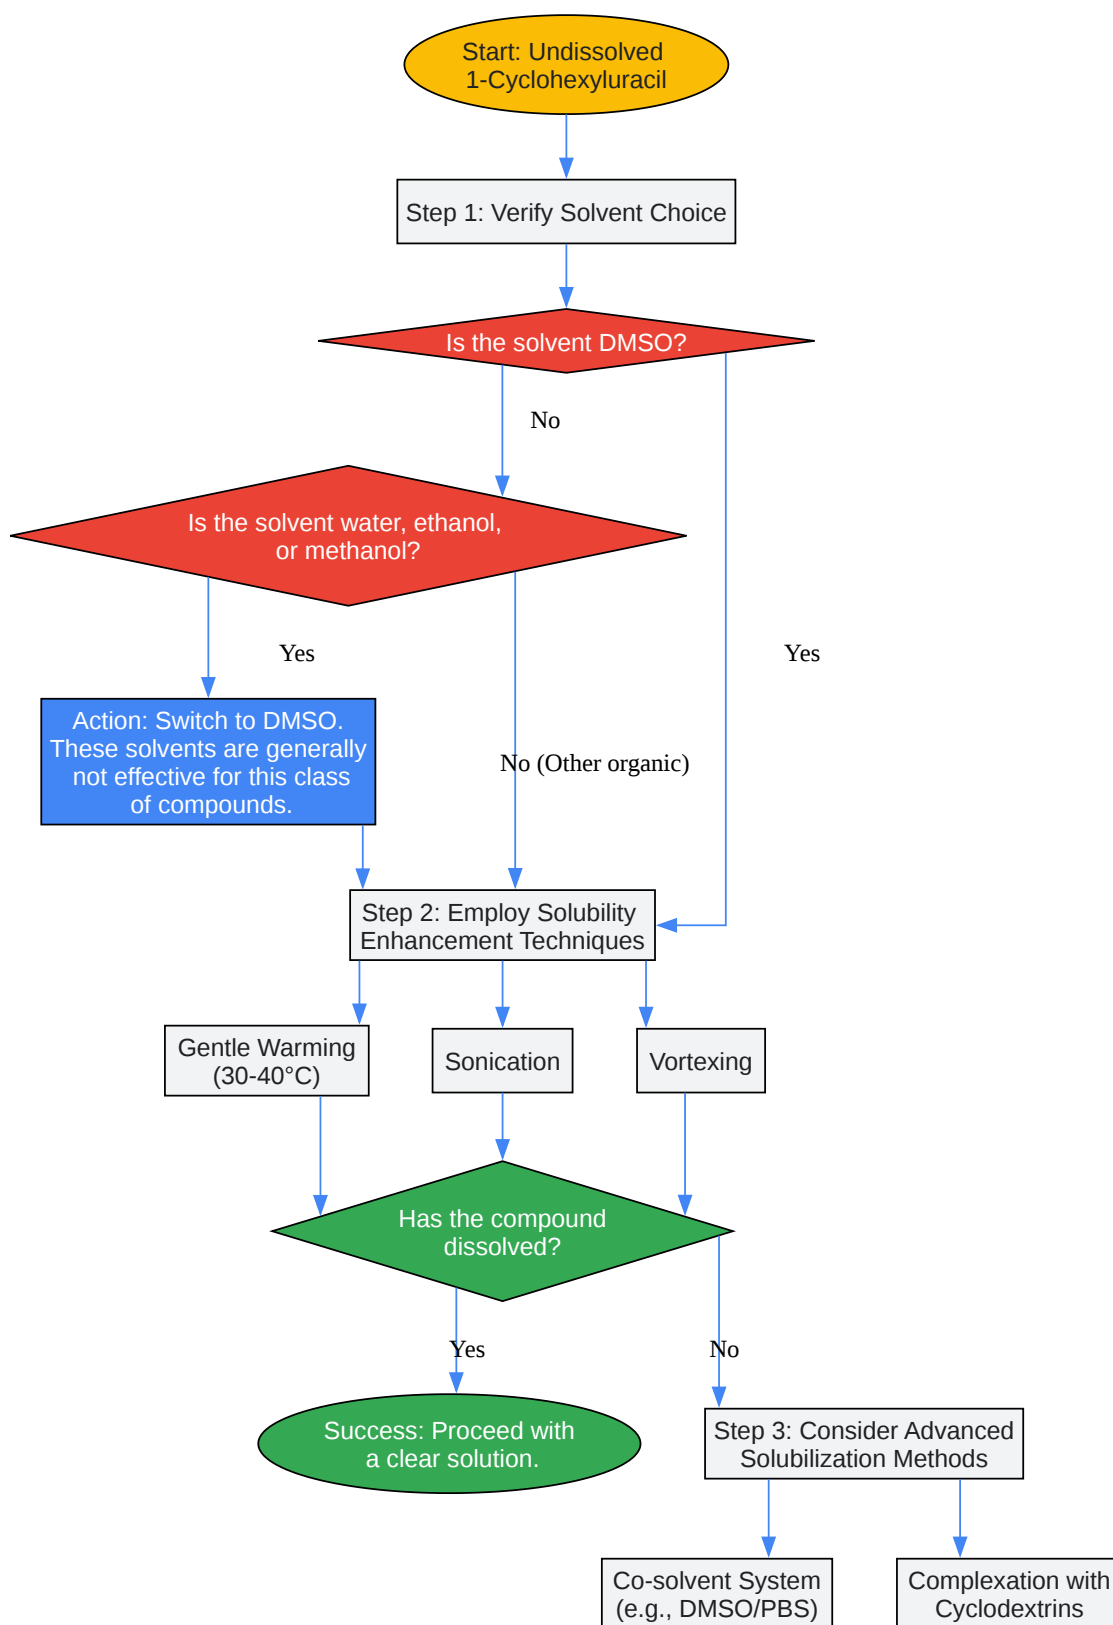 Start: Undissolved
1-Cyclohexyluracil
Step 1: Verify Solvent Choice
Is the solvent DMSO?
No
Is the solvent water, ethanol,
or methanol?
Yes
Yes
Action: Switch to DMSO.
These solvents are generally
not effective for this class
of compounds.
No (Other organic)
Step 2: Employ Solubility
Enhancement Techniques
Gentle Warming
(30-40°C)
Sonication
Vortexing
Has the compound
dissolved?
Yes
No
Success: Proceed with
a clear solution.
Step 3: Consider Advanced
Solubilization Methods
Co-solvent System
(e.g., DMSO/PBS)
Complexation with
Cyclodextrins